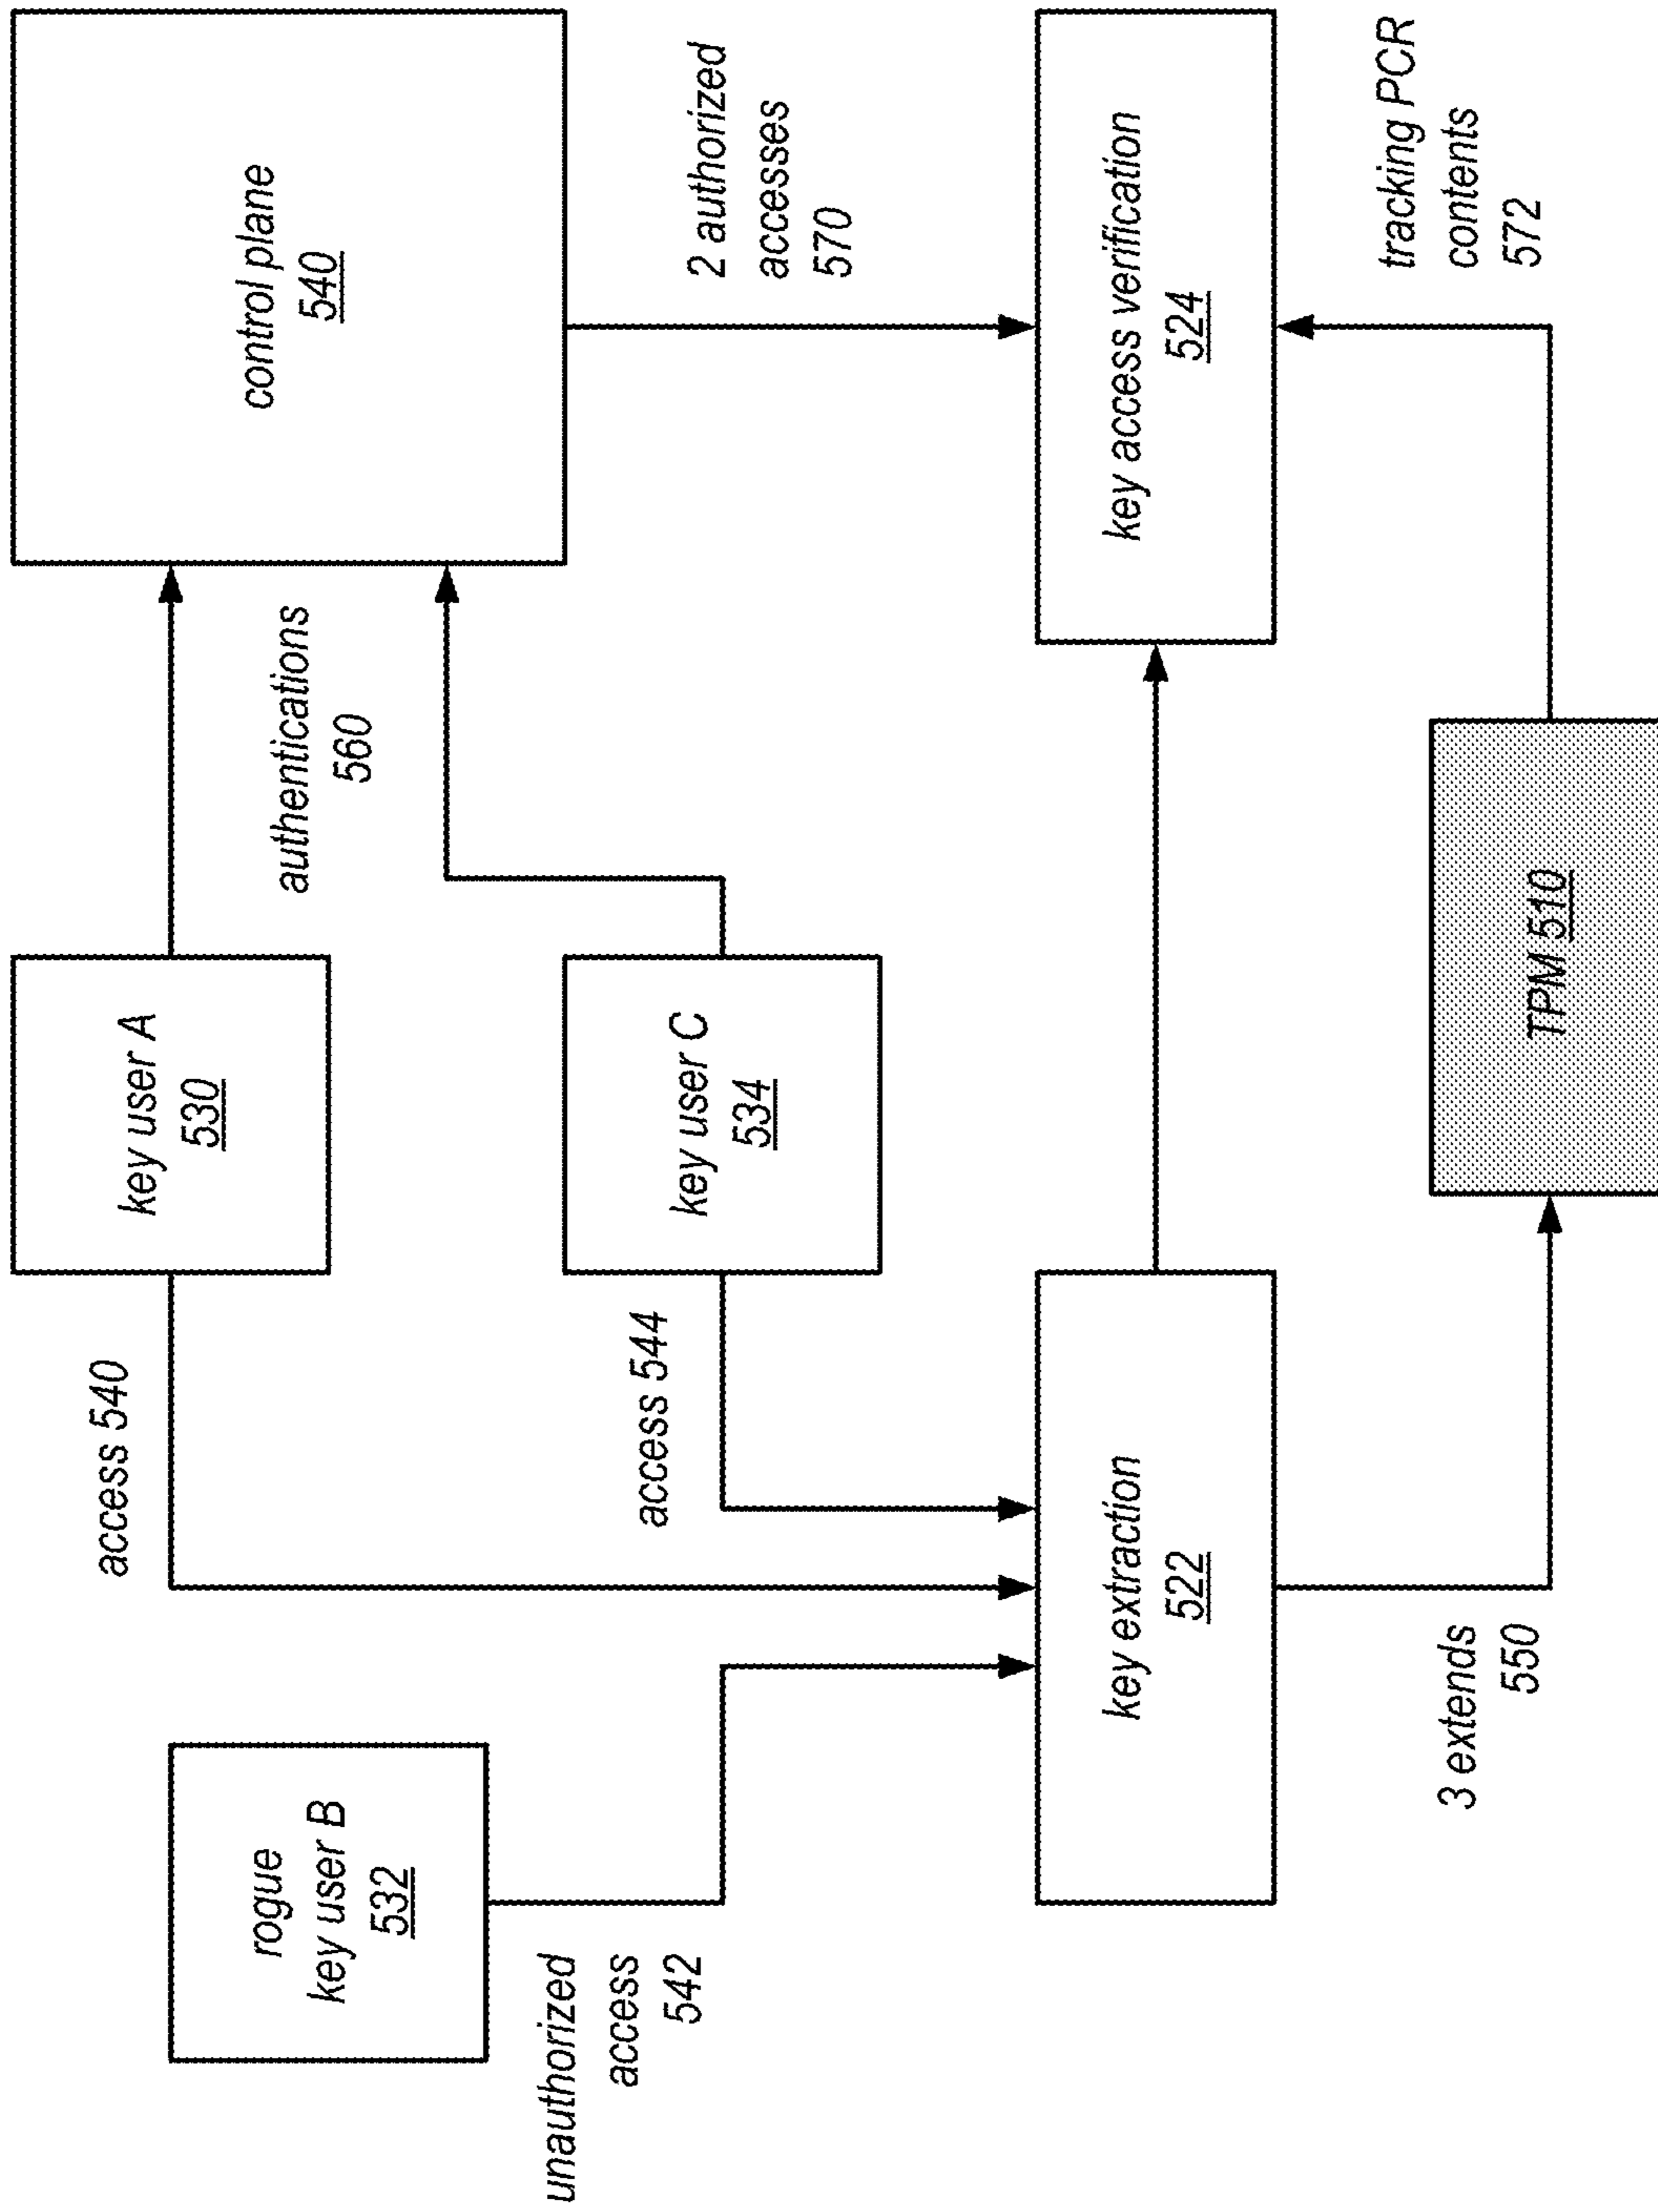 control plane
540
authentications
560
key user A
530
access 540
rogue
key user B
532
unauthorized
access
542
key user C
534
access 544
2 authorized
accesses
570
key extraction
522
key access verification
524
3 extends
550
TPM 510
tracking PCR
contents
572